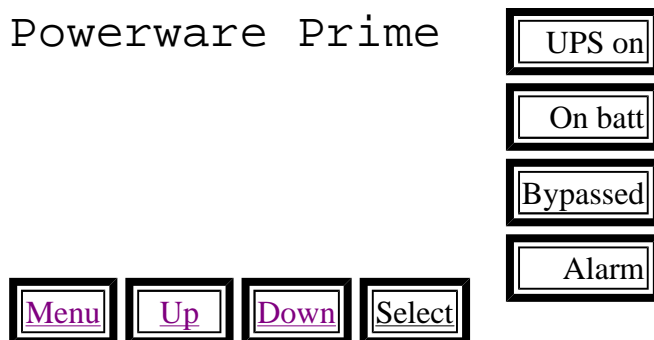 Powerware Prime
UPS on
On batt
Bypassed
Alarm
Menu Up Down Select